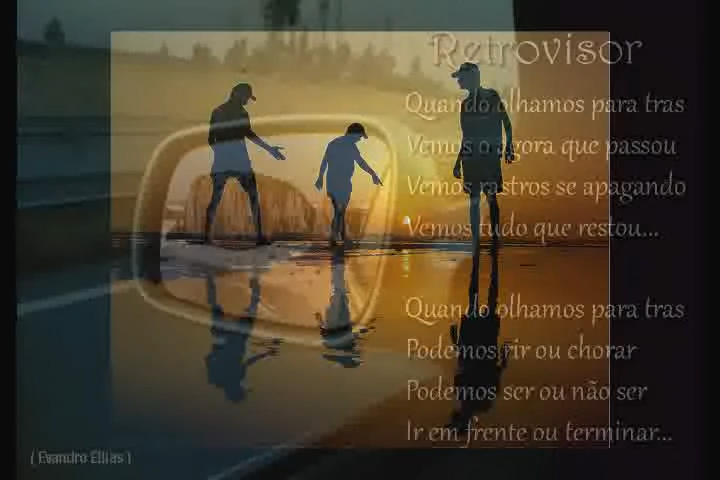 Retrovisor
Quando olhamos para tras
Vemos o agora que passou
Vemos rastros se apagando
Vemos tudo que restou...
Quando olhamos para tras
Podemos rir ou chorar
Podemos ser ou não ser
Ir em frente ou terminar...
( Evandro Ellias )